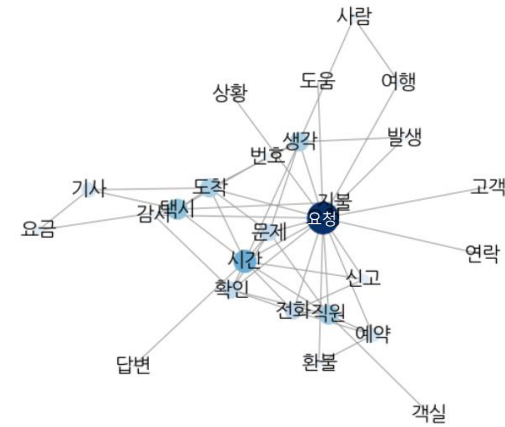 사람
도움
여행
상황
생각
발생
번호
기사
도착
고객
감사
택시
지불
요청
요금
문제
연락
시간
신고
확인
전화
직원
예약
답변
환불
객실